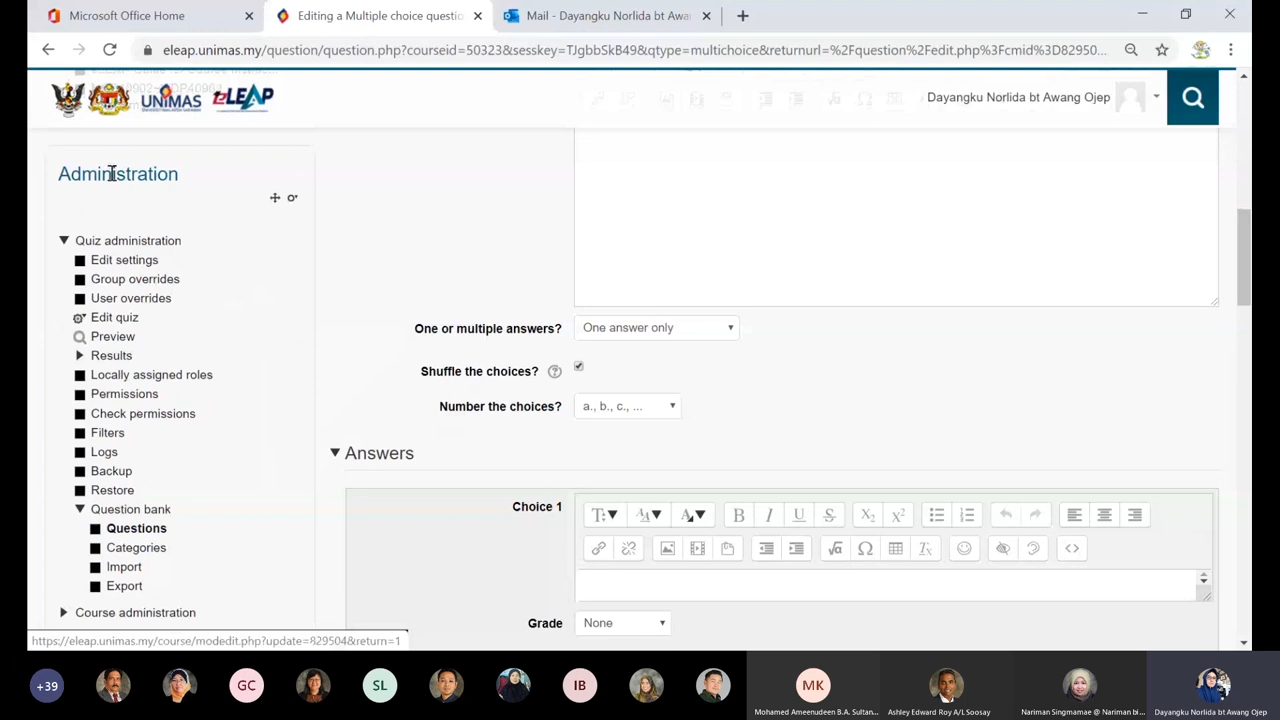 Microsoft Office Home
Editing a Multiple choice questio
Mail - Dayangku Norlida bt Awa
eleap.unimas.my/question/question.php?courseid=50323&sesskey=TJgbbSkB49&qtype=multichoice&returnurl=%2Fquestion%2Fedit.php%3Fcmid%3D82950...
UNIMAS
eLEAP
Dayangku Norlida bt Awang Ojep
Administration
Quiz administration
Edit settings
Group overrides
User overrides
Edit quiz
Preview
Results
Locally assigned roles
Permissions
Check permissions
Filters
Logs
Backup
Restore
Question bank
Questions
Categories
Import
Export
Course administration
One or multiple answers?
One answer only
Shuffle the choices?
Number the choices?
a., b., c., ...
Answers
Choice 1
Grade
None
https://eleap.unimas.my/course/modedit.php?update=829504&return=1
+39
GC
SL
IB
MK
Mohamed Ameenudeen B.A. Sultan...
Ashley Edward Roy A/L Soosay
Nariman Singmamae @ Nariman bi...
Dayangku Norlida bt Awang Ojep